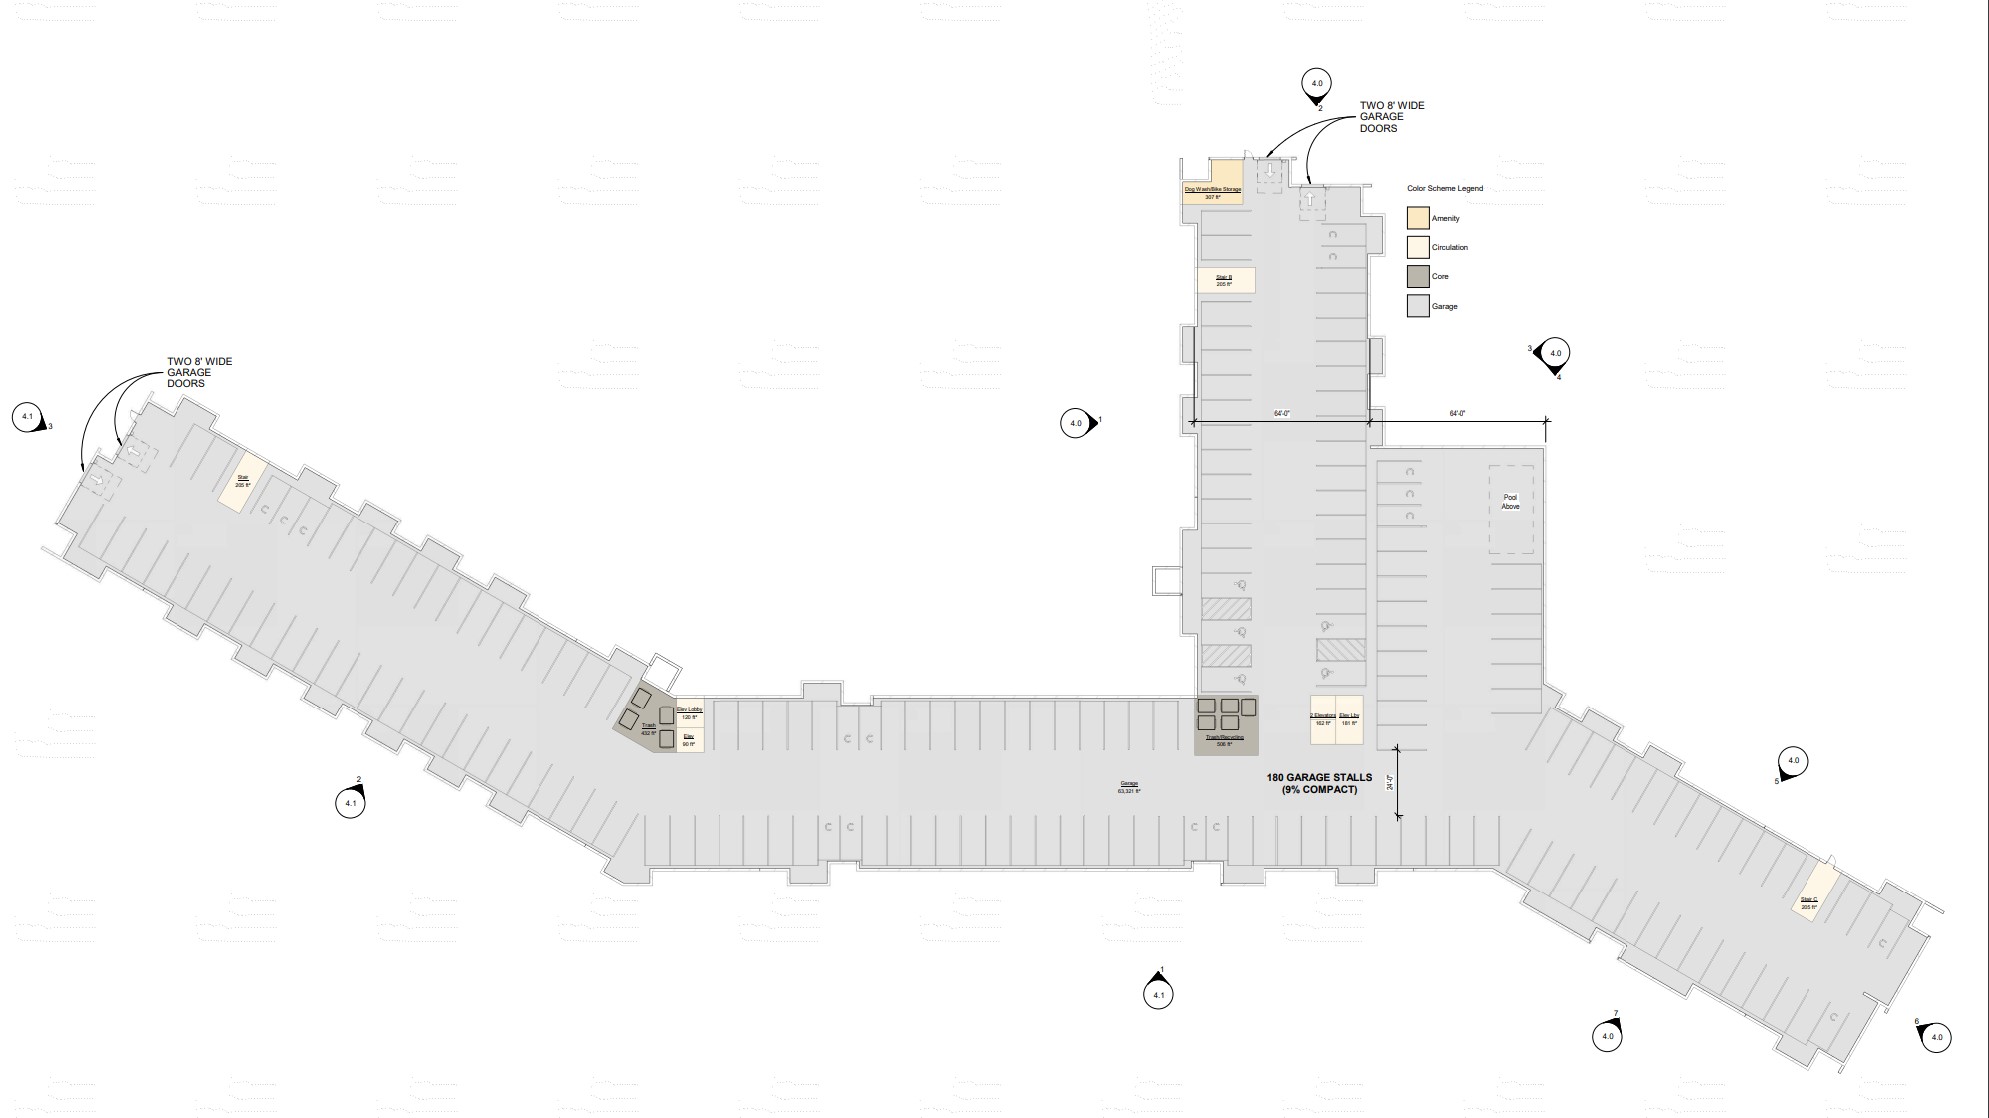 4.0
2
TWO 8' WIDE
GARAGE
DOORS
Dog Wash/Bike Storage
307 ft²
Color Scheme Legend
Amenity
Circulation
Core
Garage
C
C
Stair B
205 ft²
3
4.0
4
TWO 8' WIDE
GARAGE
DOORS
4.1
3
4.0
1
64'-0"
64'-0"
Stair
205 ft²
C
C
C
C
C
C
Pool
Above
Elev Lobby
120 ft²
Trash
432 ft²
Elev
90 ft²
C
C
Trash/Recycling
506 ft²
2 Elevators
162 ft²
Elev Lby
181 ft²
24'-0"
180 GARAGE STALLS
(9% COMPACT)
Garage
63,321 ft²
2
4.1
4.0
5
C
C
C
C
Stair C
205 ft²
C
C
1
4.1
7
4.0
6
4.0